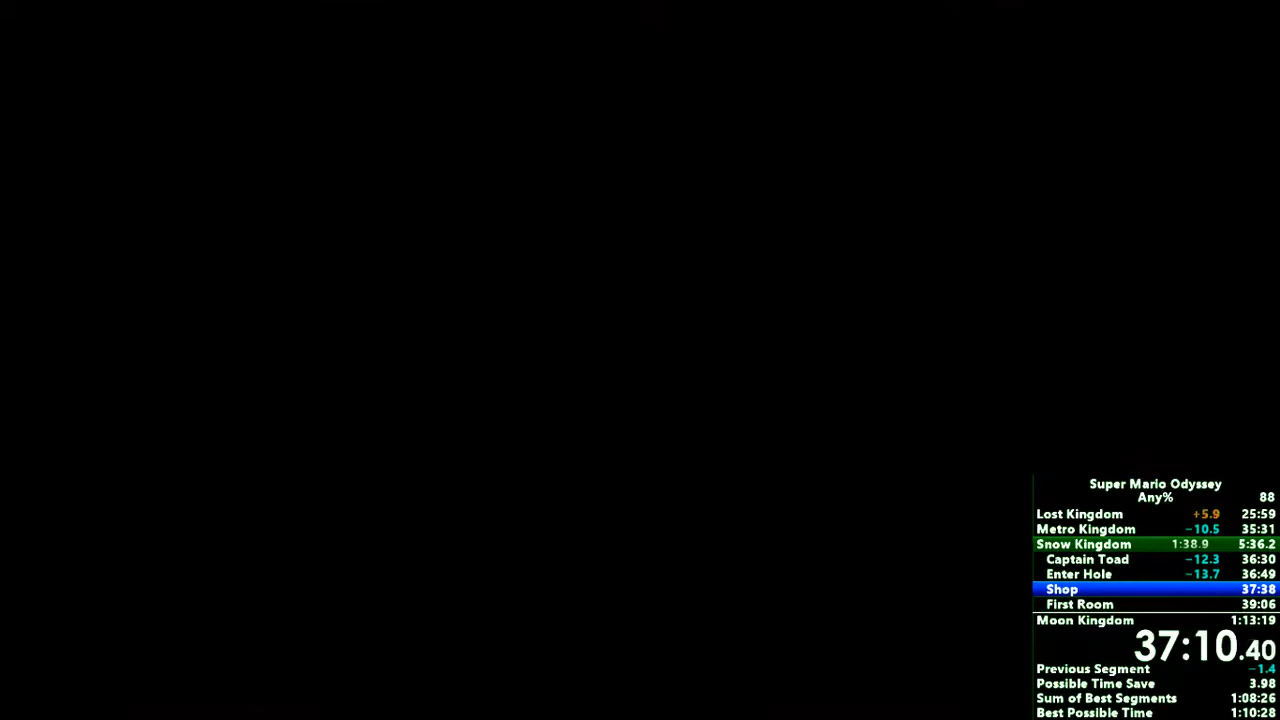 Super Mario Odyssey
Any% 88
Lost Kingdom +5.9 25:59
Metro Kingdom -10.5 35:31
Snow Kingdom 1:38.9 5:36.2
Captain Toad -12.3 36:30
Enter Hole -13.7 36:49
Shop 37:38
First Room 39:06
Moon Kingdom 1:13:19
37:10.40
Previous Segment -1.4
Possible Time Save 3.98
Sum of Best Segments 1:08:26
Best Possible Time 1:10:28